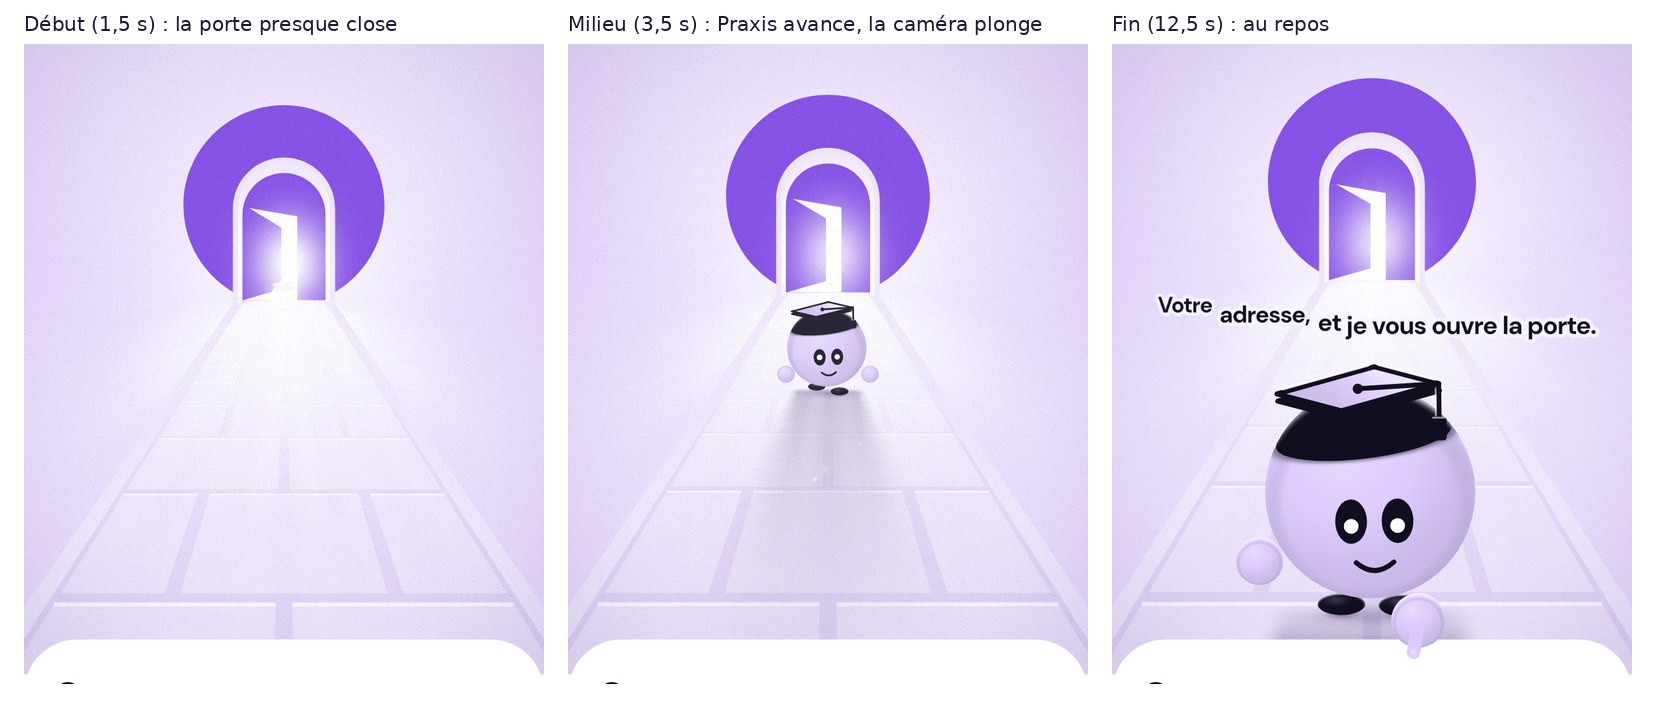 Début (1,5 s) : la porte presque close
Milieu (3,5 s) : Praxis avance, la caméra plonge
Fin (12,5 s) : au repos
Votre adresse, et je vous ouvre la porte.